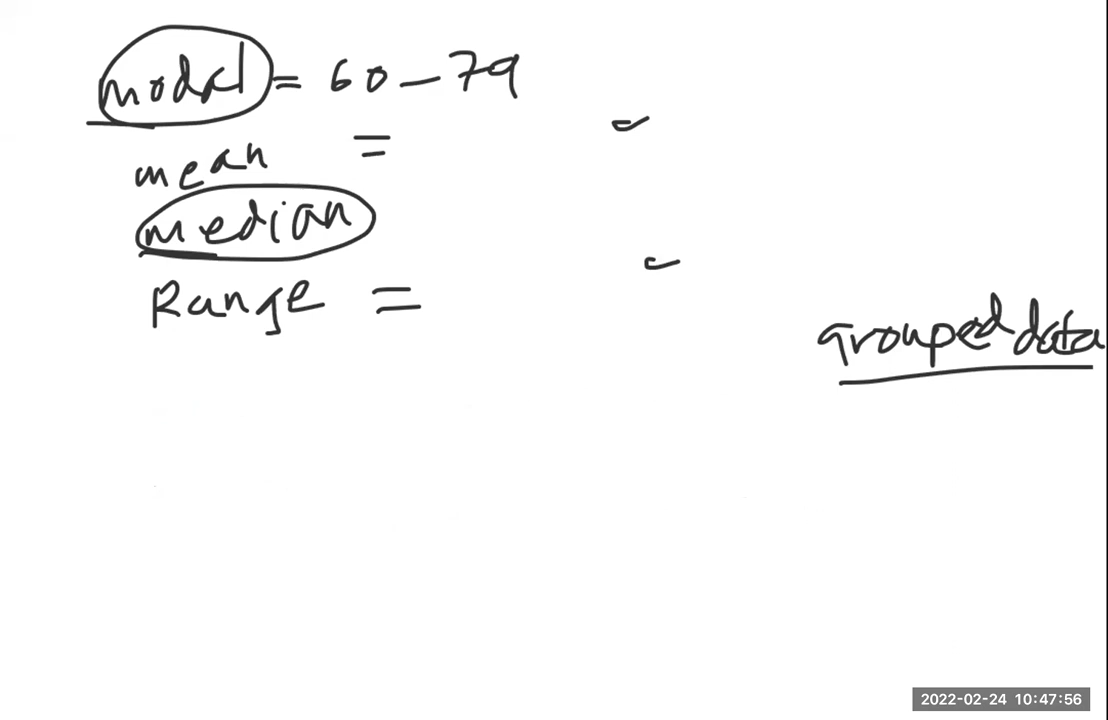 modal = 60-79
mean =
median
Range =
grouped data
2022-02-24 10:47:56